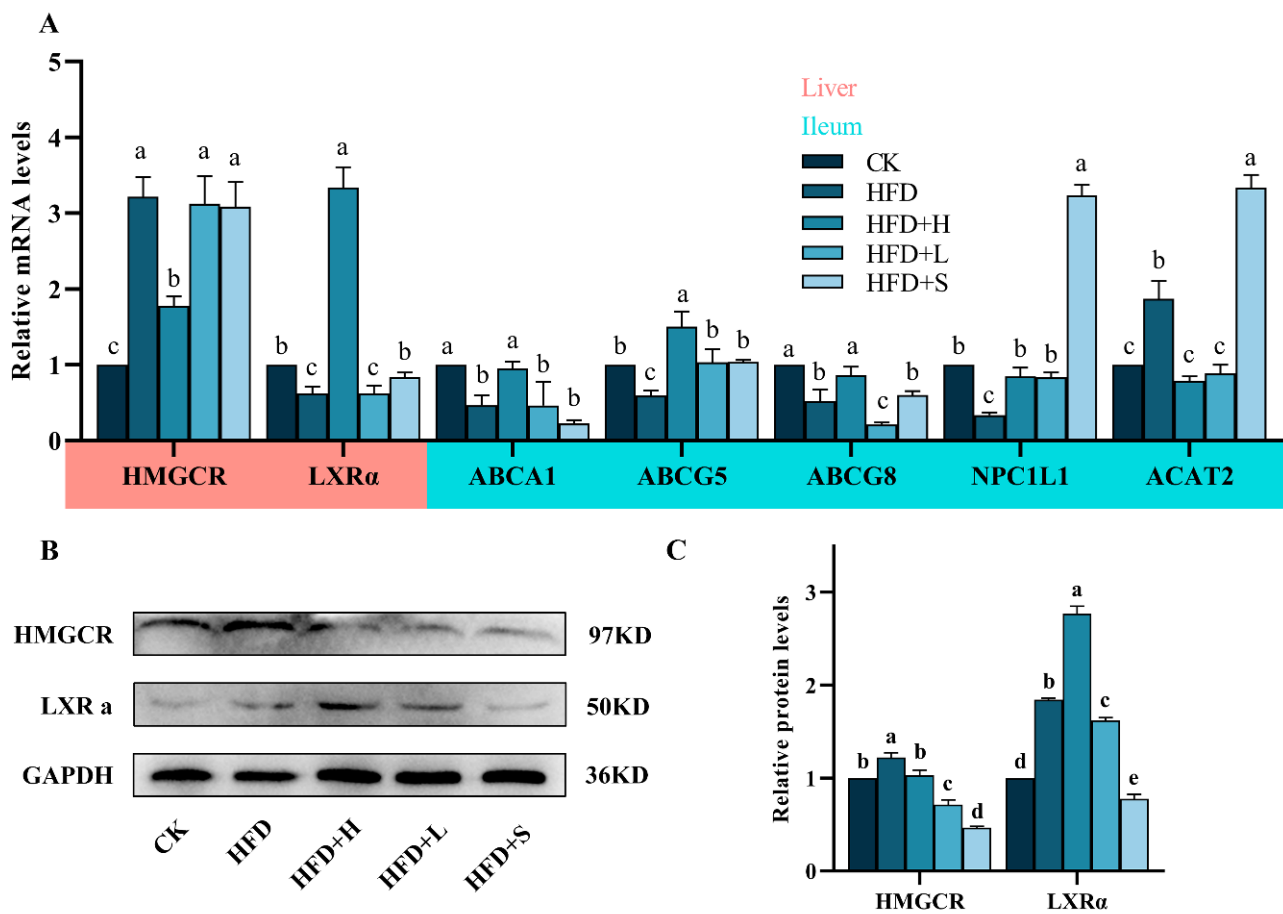 A
Relative mRNA levels
5
4
3
2
1
0
Liver
Ileum
CK
HFD
HFD+H
HFD+L
HFD+S
c a b a a
b c a c b
a b a b b
b c a b b
a b a c b
b c b b a
c b c c a
HMGCR LXRα ABCA1 ABCG5 ABCG8 NPC1L1 ACAT2
B
HMGCR 97KD
LXR a 50KD
GAPDH 36KD
CK HFD HFD+H HFD+L HFD+S
C
Relative protein levels
3
2
1
0
b a b c d
d b a c e
HMGCR LXRα